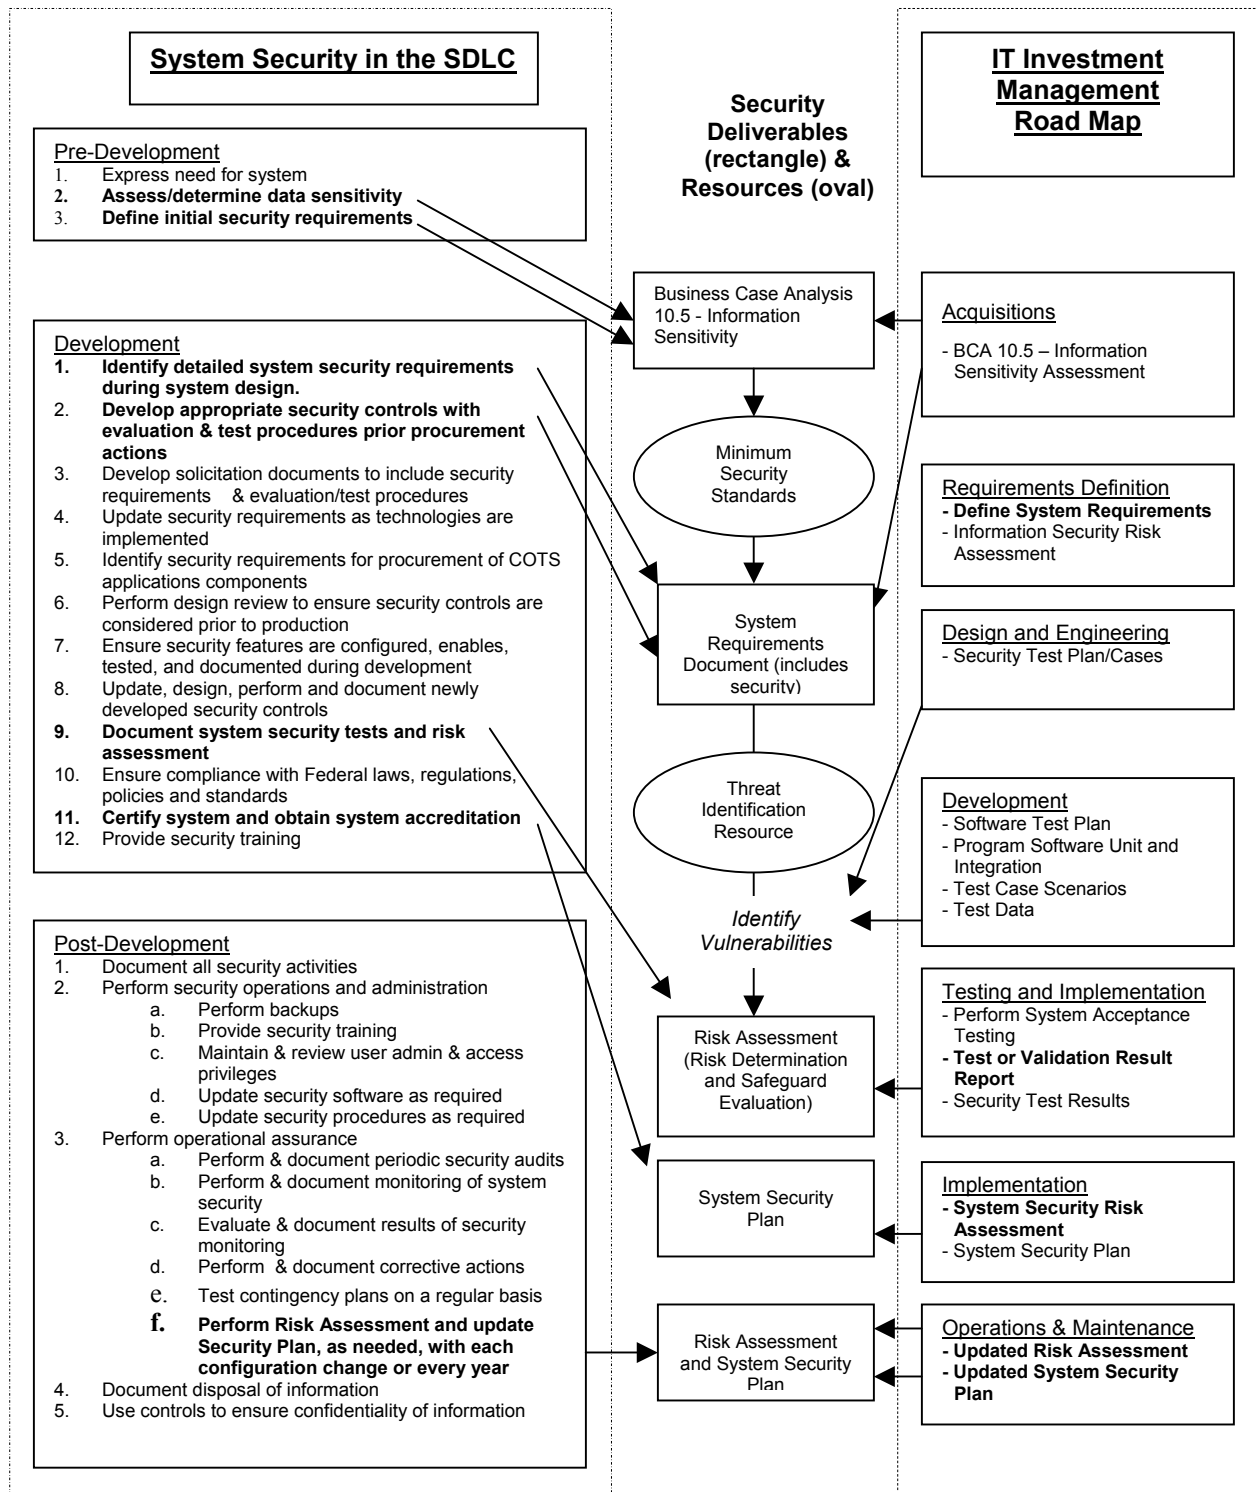 System Security in the SDLC
Pre-Development
1. Express need for system
2. Assess/determine data sensitivity
3. Define initial security requirements
Development
1. Identify detailed system security requirements
during system design.
2. Develop appropriate security controls with
evaluation & test procedures prior procurement
actions
3. Develop solicitation documents to include security
requirements & evaluation/test procedures
4. Update security requirements as technologies are
implemented
5. Identify security requirements for procurement of COTS
applications components
6. Perform design review to ensure security controls are
considered prior to production
7. Ensure security features are configured, enables,
tested, and documented during development
8. Update, design, perform and document newly
developed security controls
9. Document system security tests and risk
assessment
10. Ensure compliance with Federal laws, regulations,
policies and standards
11. Certify system and obtain system accreditation
12. Provide security training
Post-Development
1. Document all security activities
2. Perform security operations and administration
a. Perform backups
b. Provide security training
c. Maintain & review user admin & access
privileges
d. Update security software as required
e. Update security procedures as required
3. Perform operational assurance
a. Perform & document periodic security audits
b. Perform & document monitoring of system
security
c. Evaluate & document results of security
monitoring
d. Perform & document corrective actions
e. Test contingency plans on a regular basis
f. Perform Risk Assessment and update
Security Plan, as needed, with each
configuration change or every year
4. Document disposal of information
5. Use controls to ensure confidentiality of information
Security
Deliverables
(rectangle) &
Resources (oval)
Business Case Analysis
10.5 - Information
Sensitivity
Minimum
Security
Standards
System
Requirements
Document (includes
security)
Threat
Identification
Resource
Identify
Vulnerabilities
Risk Assessment
(Risk Determination
and Safeguard
Evaluation)
System Security
Plan
Risk Assessment
and System Security
Plan
IT Investment
Management
Road Map
Acquisitions
- BCA 10.5 – Information
Sensitivity Assessment
Requirements Definition
- Define System Requirements
- Information Security Risk
Assessment
Design and Engineering
- Security Test Plan/Cases
Development
- Software Test Plan
- Program Software Unit and
Integration
- Test Case Scenarios
- Test Data
Testing and Implementation
- Perform System Acceptance
Testing
- Test or Validation Result
Report
- Security Test Results
Implementation
- System Security Risk
Assessment
- System Security Plan
Operations & Maintenance
- Updated Risk Assessment
- Updated System Security
Plan